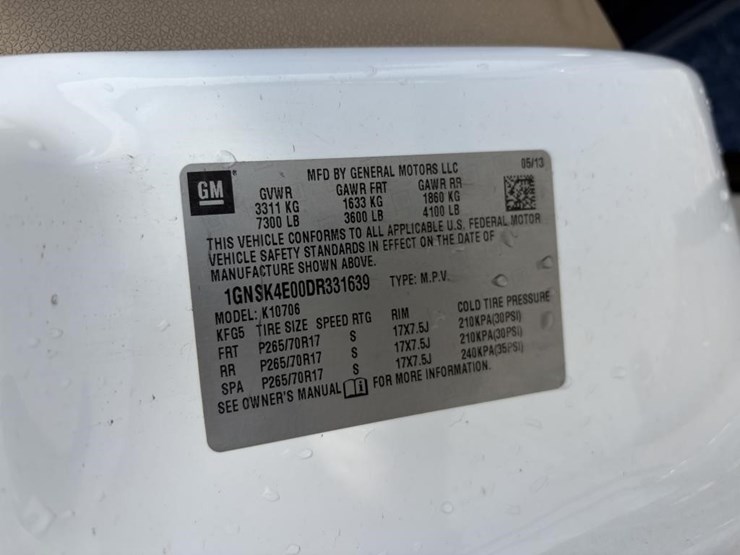 GM
MFD BY GENERAL MOTORS LLC 05/13
GVWR GAWR FRT GAWR RR
3311 KG 1633 KG 1860 KG
7300 LB 3600 LB 4100 LB
THIS VEHICLE CONFORMS TO ALL APPLICABLE U.S. FEDERAL MOTOR
VEHICLE SAFETY STANDARDS IN EFFECT ON THE DATE OF
MANUFACTURE SHOWN ABOVE.
1GNSK4E00DR331639 TYPE: M.P.V.
MODEL: K10706
KFG5 TIRE SIZE SPEED RTG RIM COLD TIRE PRESSURE
FRT P265/70R17 S 17X7.5J 210KPA(30PSI)
RR P265/70R17 S 17X7.5J 210KPA(30PSI)
SPA P265/70R17 S 17X7.5J 240KPA(35PSI)
SEE OWNER'S MANUAL FOR MORE INFORMATION.